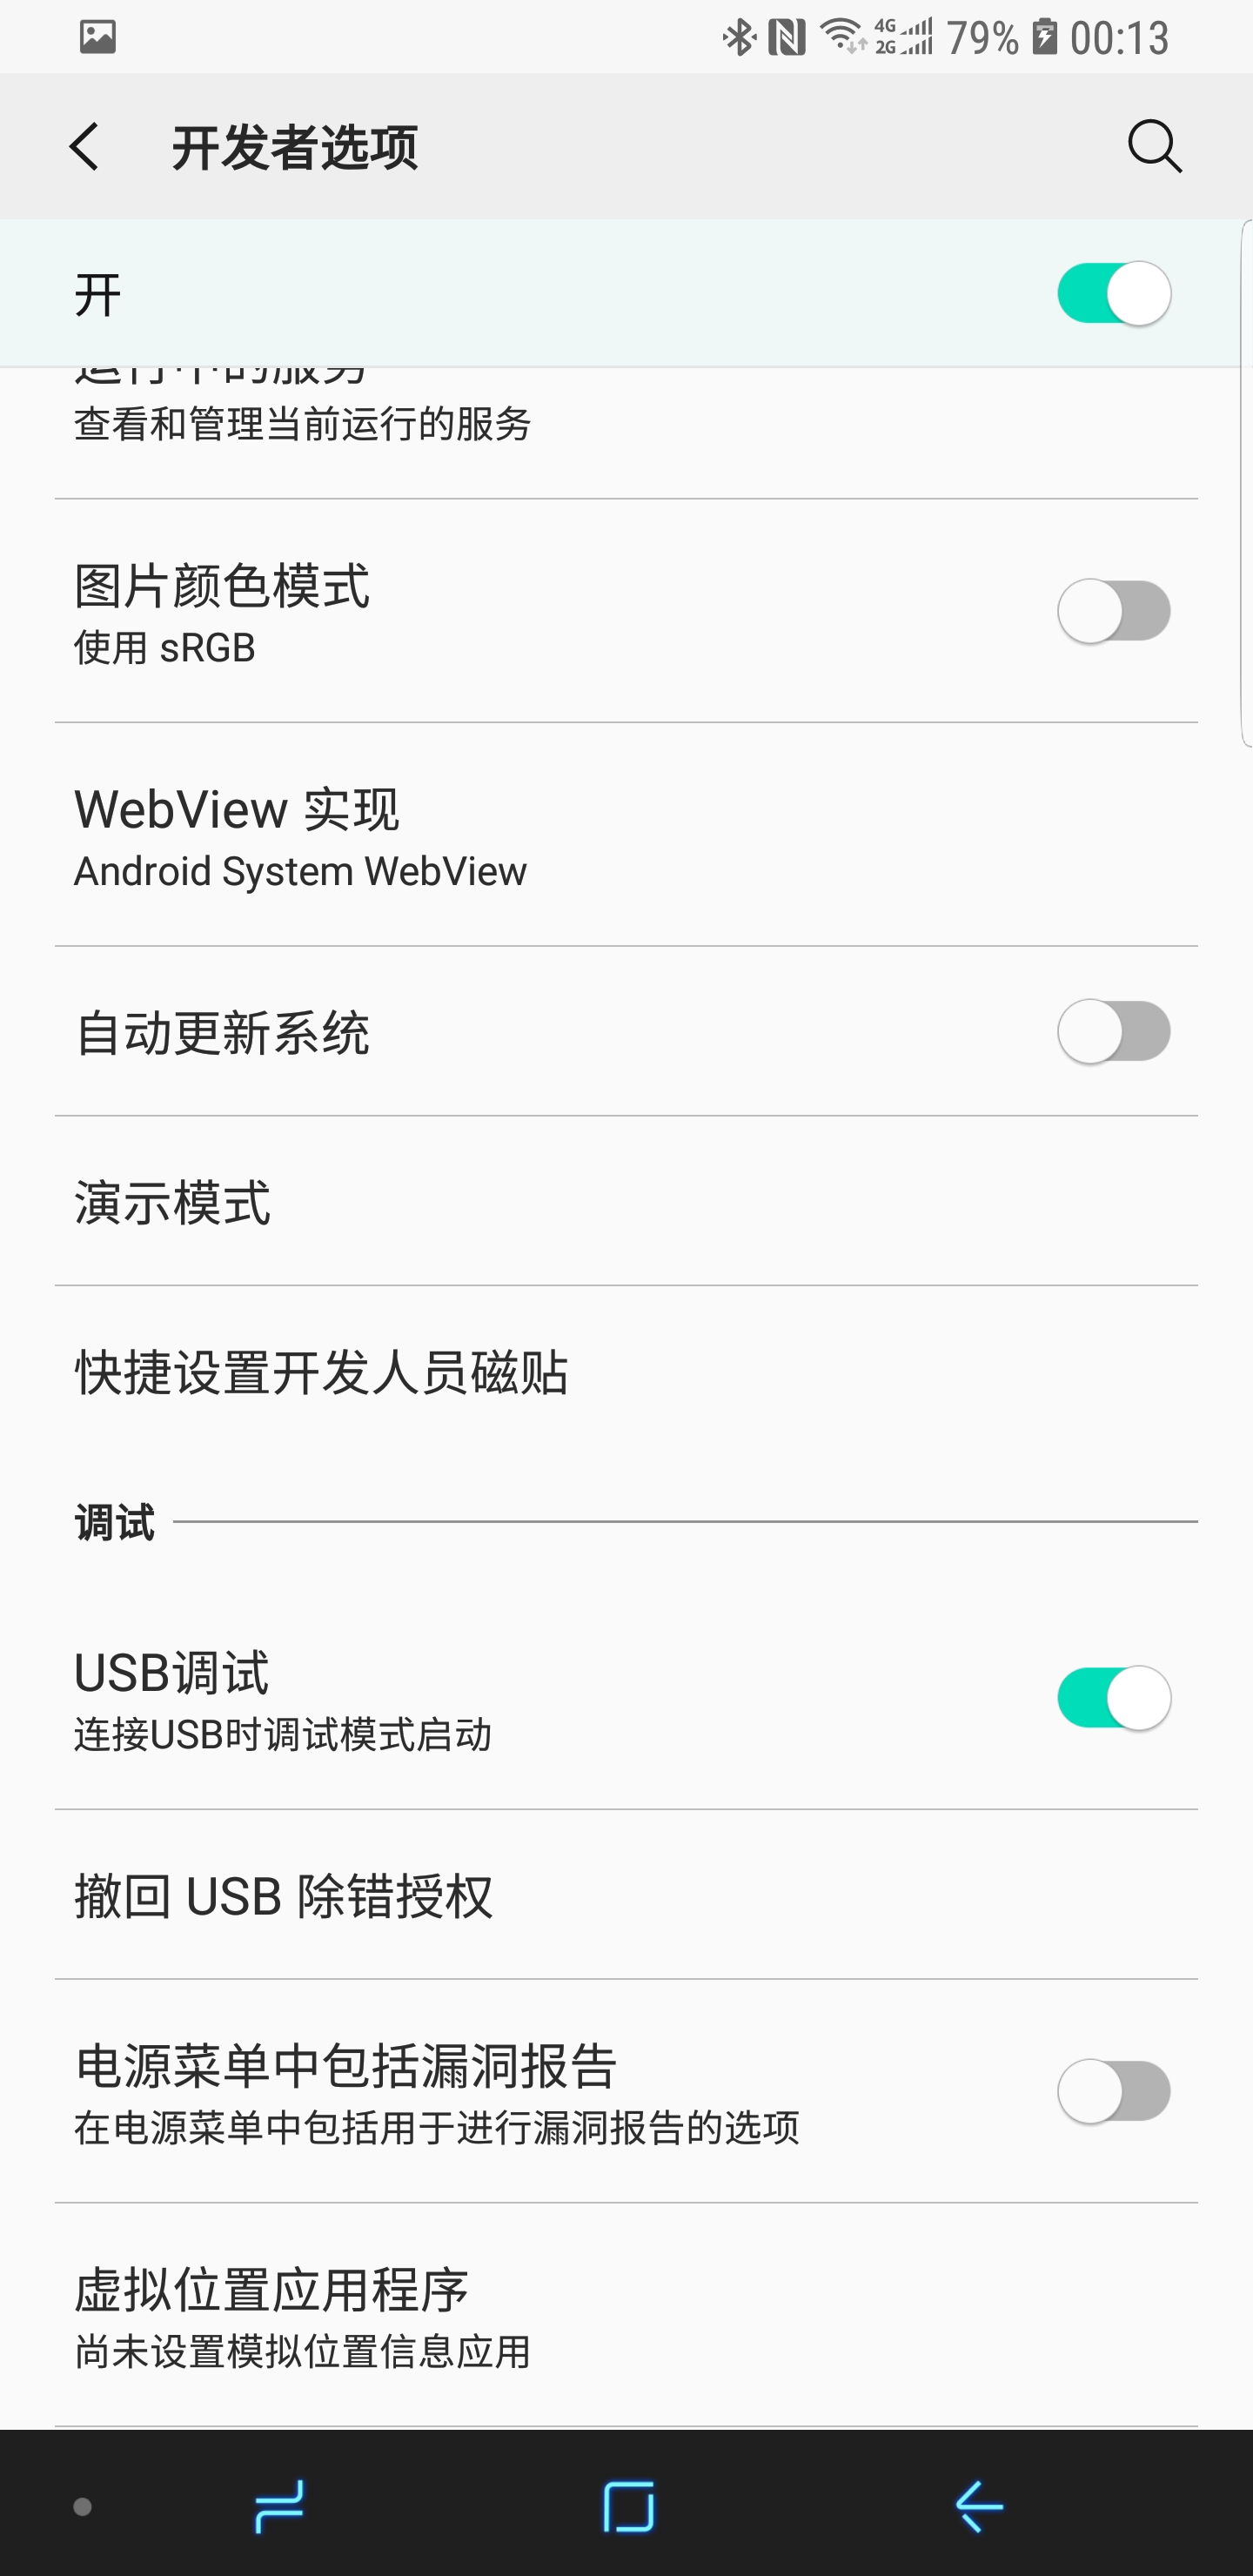 4G
2G
79%
00:13
开发者选项
开
运行中的服务
查看和管理当前运行的服务
图片颜色模式
使用 sRGB
WebView 实现
Android System WebView
自动更新系统
演示模式
快捷设置开发人员磁贴
调试
USB调试
连接USB时调试模式启动
撤回 USB 除错授权
电源菜单中包括漏洞报告
在电源菜单中包括用于进行漏洞报告的选项
虚拟位置应用程序
尚未设置模拟位置信息应用